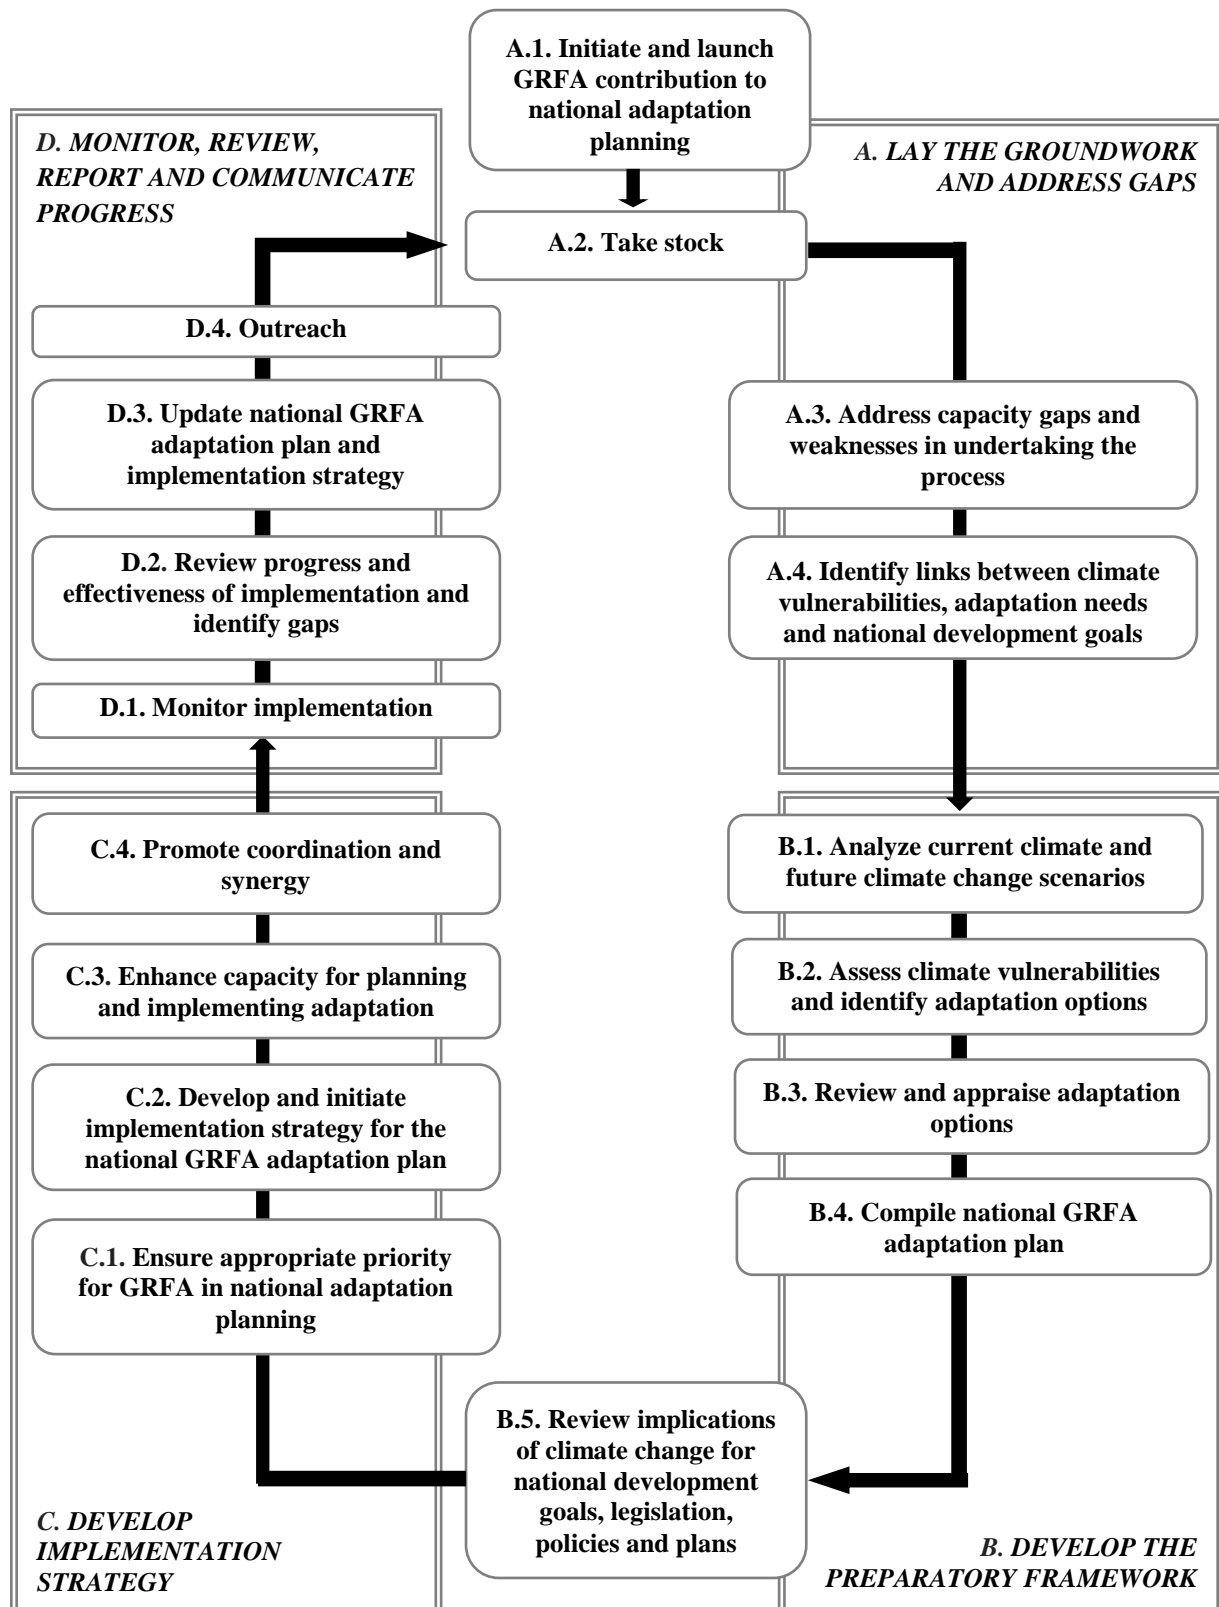 A.1. Initiate and launch
GRFA contribution to
national adaptation
planning
A. LAY THE GROUNDWORK
AND ADDRESS GAPS
A.2. Take stock
A.3. Address capacity gaps and
weaknesses in undertaking the
process
A.4. Identify links between climate
vulnerabilities, adaptation needs
and national development goals
B.1. Analyze current climate and
future climate change scenarios
B.2. Assess climate vulnerabilities
and identify adaptation options
B.3. Review and appraise adaptation
options
B.4. Compile national GRFA
adaptation plan
B.5. Review implications
of climate change for
national development
goals, legislation,
policies and plans
B. DEVELOP THE
PREPARATORY FRAMEWORK
C. DEVELOP
IMPLEMENTATION
STRATEGY
C.1. Ensure appropriate priority
for GRFA in national adaptation
planning
C.2. Develop and initiate
implementation strategy for the
national GRFA adaptation plan
C.3. Enhance capacity for planning
and implementing adaptation
C.4. Promote coordination and
synergy
D.1. Monitor implementation
D.2. Review progress and
effectiveness of implementation and
identify gaps
D.3. Update national GRFA
adaptation plan and
implementation strategy
D.4. Outreach
D. MONITOR, REVIEW,
REPORT AND COMMUNICATE
PROGRESS